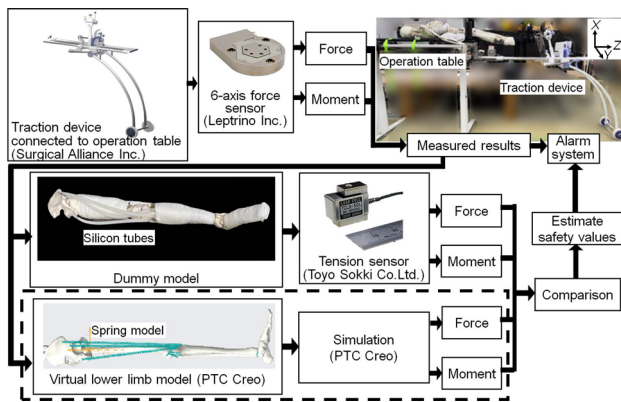 Traction device
connected to operation table
(Surgical Alliance Inc.)
6-axis force
sensor
(Leptrino Inc.)
Force
Moment
Operation table
Traction device
X
Z
Y
Measured results
Alarm
system
Silicon tubes
Dummy model
LOAD CELL
Tension sensor
(Toyo Sokki Co.Ltd.)
Force
Moment
Estimate
safety values
Comparison
Spring model
Virtual lower limb model (PTC Creo)
Simulation
(PTC Creo)
Force
Moment